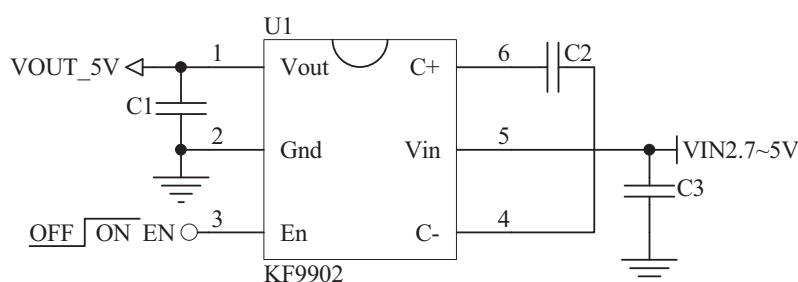 U1
1
6
C2
VOUT_5V
Vout
C+
C1
2
5
Gnd
Vin
VIN2.7~5V
C3
3
4
OFF
ON
EN
En
C-
KF9902